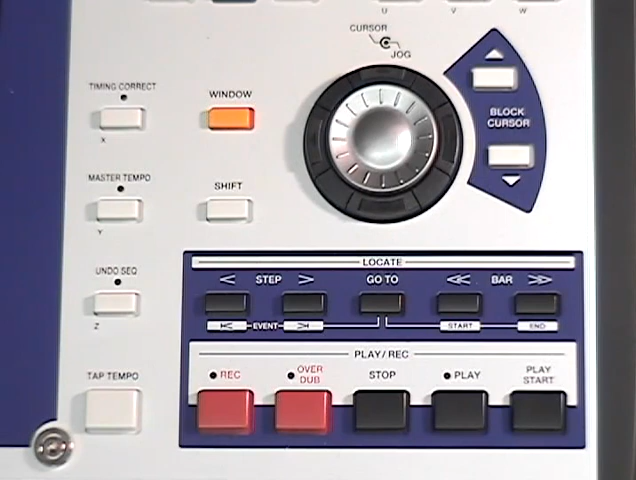 U V W
CURSOR
JOG
TIMING CORRECT
WINDOW
BLOCK
CURSOR
X
MASTER TEMPO
SHIFT
Y
LOCATE
UNDO SEQ
< STEP >
GO TO
<< BAR >>
EVENT
START
END
Z
PLAY/REC
TAP TEMPO
REC
OVER
DUB
STOP
PLAY
PLAY
START